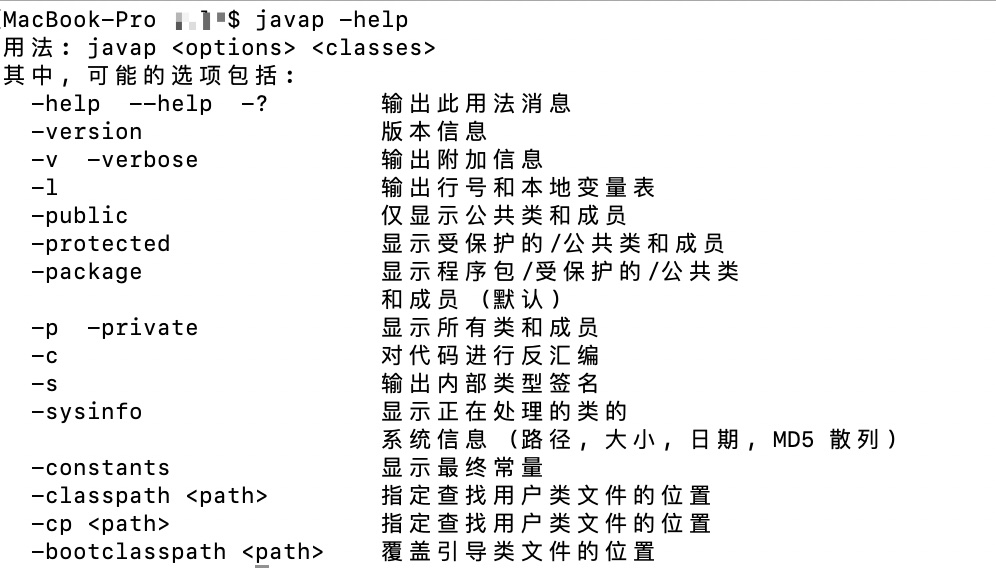 MacBook-Pro $ javap -help
用法: javap <options> <classes>
其中, 可能的选项包括:
-help --help -? 输出此用法消息
-version 版本信息
-v -verbose 输出附加信息
-l 输出行号和本地变量表
-public 仅显示公共类和成员
-protected 显示受保护的/公共类和成员
-package 显示程序包/受保护的/公共类
和成员 (默认)
-p -private 显示所有类和成员
-c 对代码进行反汇编
-s 输出内部类型签名
-sysinfo 显示正在处理的类的
系统信息 (路径, 大小, 日期, MD5 散列)
-constants 显示最终常量
-classpath <path> 指定查找用户类文件的位置
-cp <path> 指定查找用户类文件的位置
-bootclasspath <path> 覆盖引导类文件的位置